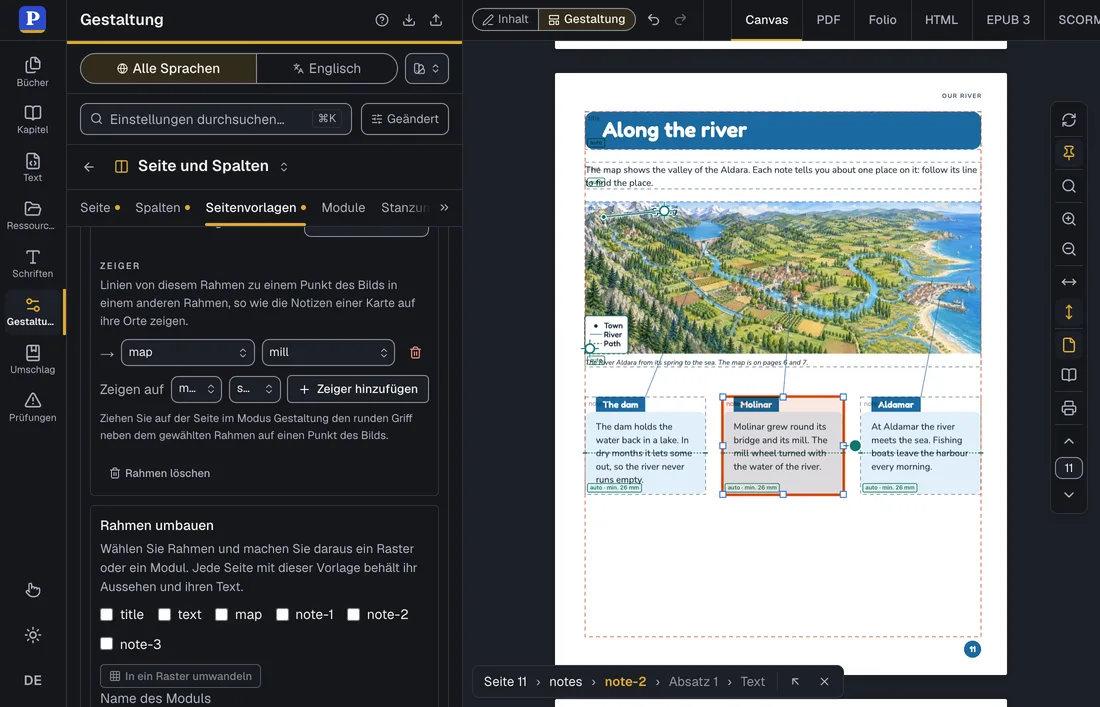 P
Gestaltung
Inhalt
Gestaltung
Canvas
PDF
Folio
HTML
EPUB 3
SCORM
Bücher
Kapitel
Text
Ressourc...
Schriften
Gestaltu...
Umschlag
Prüfungen
DE
Alle Sprachen
Englisch
Einstellungen durchsuchen...
⌘K
Geändert
Seite und Spalten
Seite
Spalten
Seitenvorlagen
Module
Stanzun
ZEIGER
Linien von diesem Rahmen zu einem Punkt des Bilds in
einem anderen Rahmen, so wie die Notizen einer Karte auf
ihre Orte zeigen.
→ map
mill
Zeigen auf
m...
s...
+ Zeiger hinzufügen
Ziehen Sie auf der Seite im Modus Gestaltung den runden Griff
neben dem gewählten Rahmen auf einen Punkt des Bilds.
Rahmen löschen
Rahmen umbauen
Wählen Sie Rahmen und machen Sie daraus ein Raster
oder ein Modul. Jede Seite mit dieser Vorlage behält ihr
Aussehen und ihren Text.
title
text
map
note-1
note-2
note-3
In ein Raster umwandeln
Name des Moduls
OUR RIVER
Along the river
auto
The map shows the valley of the Aldara. Each note tells you about one place on it: follow its line
to find the place.
Town
River
Path
The river Aldara from its spring to the sea. The map is on pages 6 and 7.
The dam
The dam holds the
water back in a lake. In
dry months it lets some
out, so the river never
runs empty.
auto · min. 26 mm
Molinar
Molinar grew round its
bridge and its mill. The
mill wheel turned with
the water of the river.
auto · min. 26 mm
Aldamar
At Aldamar the river
meets the sea. Fishing
boats leave the harbour
every morning.
auto · min. 26 mm
11
11
Seite 11 › notes › note-2 › Absatz 1 › Text